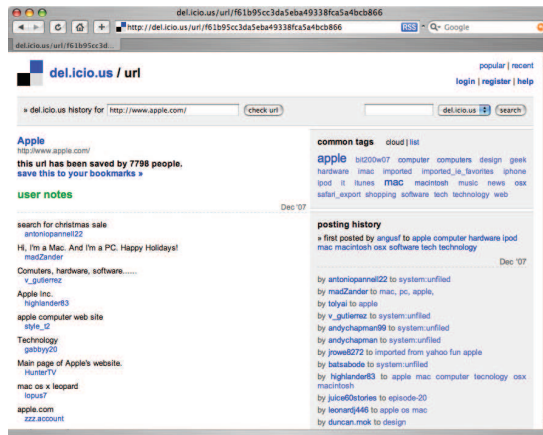 del.icio.us/url/f61b95cc3da5eba49338fca5a4bcb866
http://del.icio.us/url/f61b95cc3da5eba49338fca5a4bcb866
RSS
Google
del.icio.us/url/f61b95cc3d...
del.icio.us / url
popular | recent
login | register | help
» del.icio.us history for http://www.apple.com/ check url
del.icio.us search
Apple
http://www.apple.com/
this url has been saved by 7798 people.
save this to your bookmarks »
user notes
Dec '07
search for christmas sale
antoniopannell22
Hi, I'm a Mac. And I'm a PC. Happy Holidays!
madZander
Comuters, hardware, software......
v_gutierrez
Apple Inc.
highlander83
apple computer web site
style_t2
Technology
gabbyy20
Main page of Apple's website.
HunterTV
mac os x leopard
lopus7
apple.com
zzz.account
common tags cloud | list
apple bit200w07 computer computers design geek
hardware imac imported imported_ie_favorites iphone
ipod it itunes mac macintosh music news osx
safari_export shopping software tech technology web
posting history
» first posted by angusf to apple computer hardware ipod
mac macintosh osx software tech technology
Dec '07
by antoniopannell22 to system:unfiled
by madZander to mac, pc, apple,
by tolyai to apple
by v_gutierrez to system:unfiled
by andychapman99 to system:unfiled
by andychapman to system:unfiled
by jrowe8272 to imported from yahoo fun apple
by batsabode to system:unfiled
by highlander83 to apple mac computer tecnology osx
macintosh
by juice60stories to episode-20
by leonardj446 to apple os mac
by duncan.mok to design